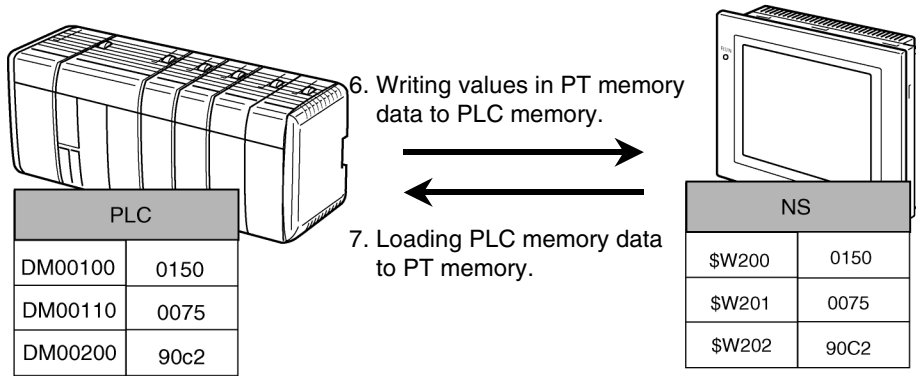 RUN
6. Writing values in PT memory
data to PLC memory.
7. Loading PLC memory data
to PT memory.
PLC
DM00100 0150
DM00110 0075
DM00200 90c2
NS
$W200 0150
$W201 0075
$W202 90C2